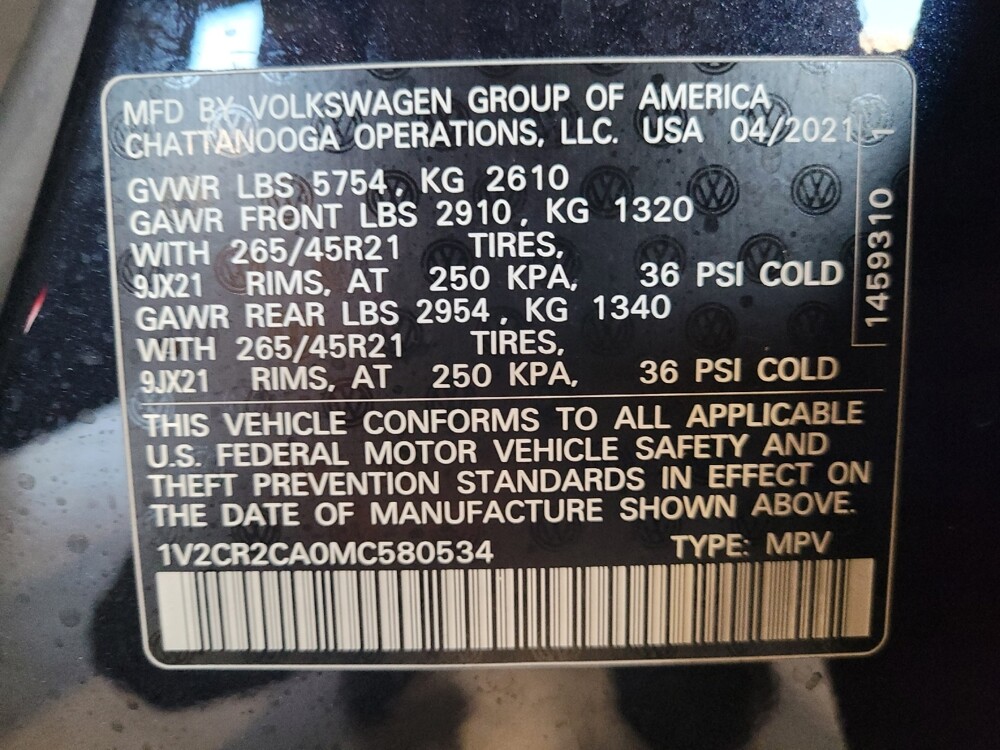 MFD BY VOLKSWAGEN GROUP OF AMERICA
CHATTANOOGA OPERATIONS, LLC. USA 04/2021
GVWR LBS 5754, KG 2610
GAWR FRONT LBS 2910, KG 1320
WITH 265/45R21 TIRES,
9JX21 RIMS, AT 250 KPA, 36 PSI COLD
GAWR REAR LBS 2954, KG 1340
WITH 265/45R21 TIRES,
9JX21 RIMS, AT 250 KPA, 36 PSI COLD
THIS VEHICLE CONFORMS TO ALL APPLICABLE
U.S. FEDERAL MOTOR VEHICLE SAFETY AND
THEFT PREVENTION STANDARDS IN EFFECT ON
THE DATE OF MANUFACTURE SHOWN ABOVE.
1V2CR2CA0MC580534 TYPE: MPV
1459310 1